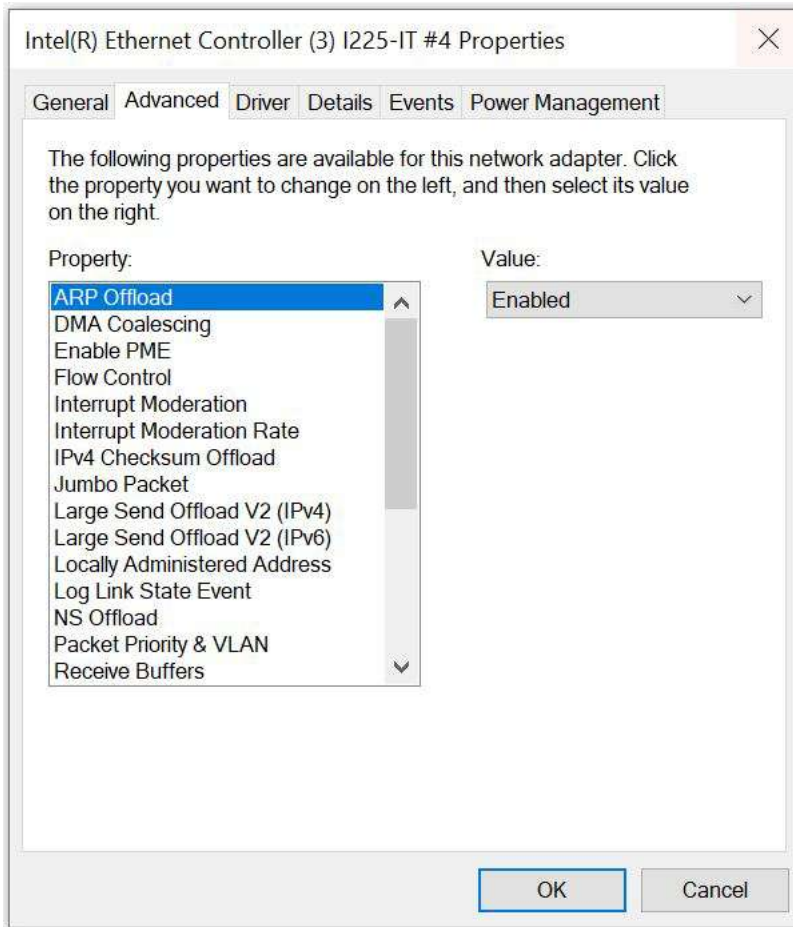 Intel(R) Ethernet Controller (3) I225-IT #4 Properties
General Advanced Driver Details Events Power Management
The following properties are available for this network adapter. Click
the property you want to change on the left, and then select its value
on the right.
Property:
Value:
ARP Offload
Enabled
DMA Coalescing
Enable PME
Flow Control
Interrupt Moderation
Interrupt Moderation Rate
IPv4 Checksum Offload
Jumbo Packet
Large Send Offload V2 (IPv4)
Large Send Offload V2 (IPv6)
Locally Administered Address
Log Link State Event
NS Offload
Packet Priority & VLAN
Receive Buffers
OK
Cancel